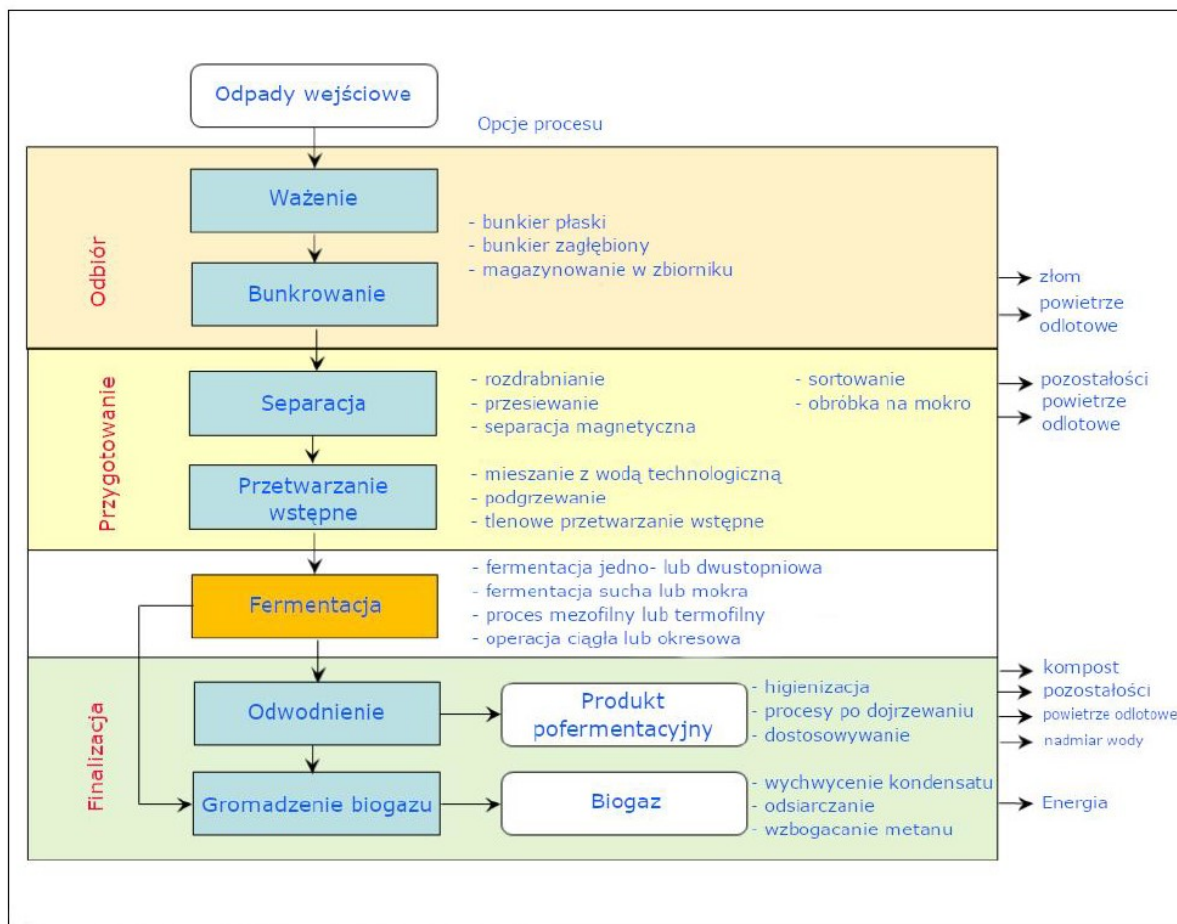 Odpady wejściowe
Opcje procesu
Odbiór
Ważenie
- bunkier płaski
- bunkier zagłębiony
- magazynowanie w zbiorniku
Bunkrowanie
złom
powietrze
odlotowe
Przygotowanie
Separacja
- rozdrabnianie
- przesiewanie
- separacja magnetyczna
- sortowanie
- obróbka na mokro
pozostałości
powietrze
odlotowe
Przetwarzanie
wstępne
- mieszanie z wodą technologiczną
- podgrzewanie
- tlenowe przetwarzanie wstępne
Fermentacja
- fermentacja jedno- lub dwustopniowa
- fermentacja sucha lub mokra
- proces mezofilny lub termofilny
- operacja ciągła lub okresowa
Finalizacja
Odwodnienie
Produkt
pofermentacyjny
- higienizacja
- procesy po dojrzewaniu
- dostosowywanie
kompost
pozostałości
powietrze odlotowe
nadmiar wody
Gromadzenie biogazu
Biogaz
- wychwycenie kondensatu
- odsiarczanie
- wzbogacanie metanu
Energia